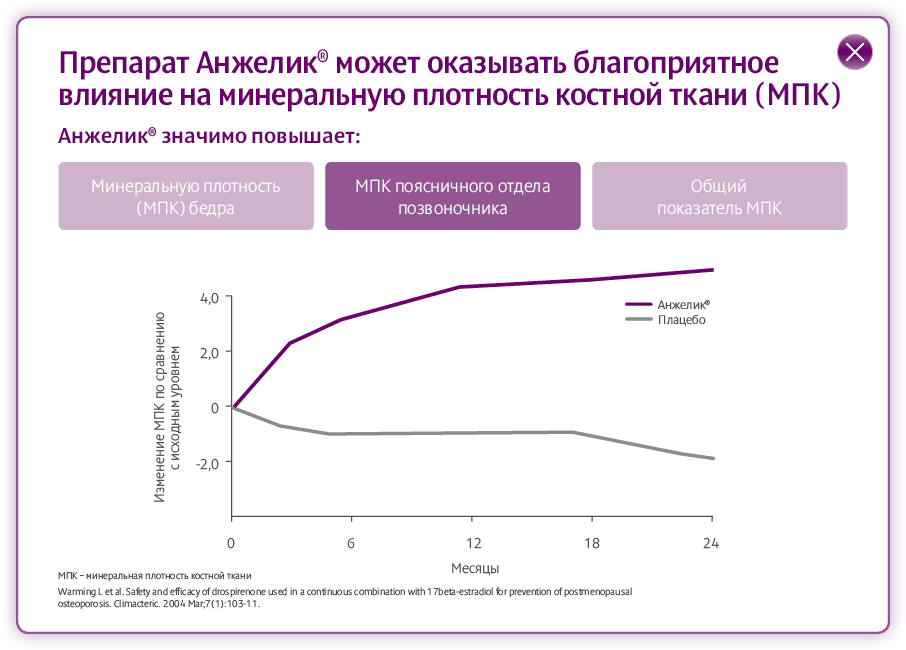 Препарат Анжелик® может оказывать благоприятное
влияние на минеральную плотность костной ткани (МПК)
Анжелик® значимо повышает:
Минеральную плотность
(МПК) бедра
МПК поясничного отдела
позвоночника
Общий
показатель МПК
Изменение МПК по сравнению
с исходным уровнем
4,0
2,0
0
-2,0
Анжелик®
Плацебо
0
6
12
18
24
Месяцы
МПК – минеральная плотность костной ткани
Warming L et al. Safety and efficacy of drospirenone used in a continuous combination with 17beta-estradiol for prevention of postmenopausal
osteoporosis. Climacteric. 2004 Mar;7(1):103-11.